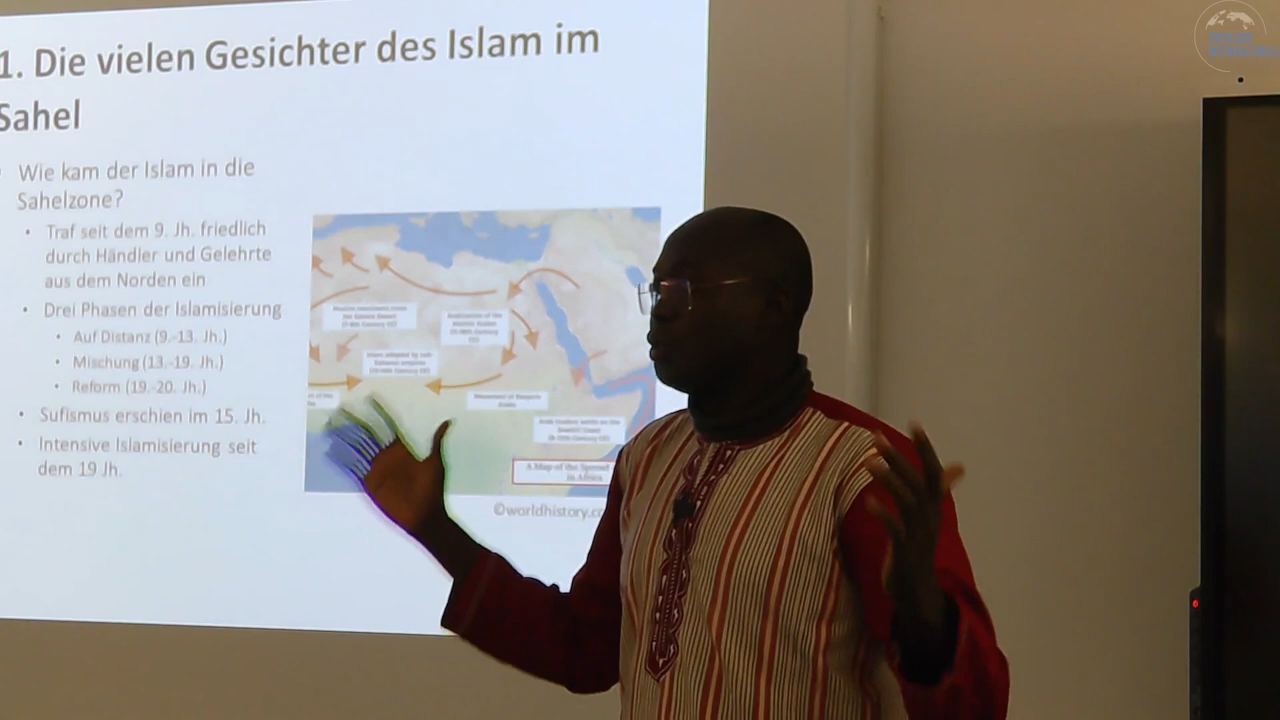 1. Die vielen Gesichter des Islam im
Sahel
Wie kam der Islam in die
Sahelzone?
• Traf seit dem 9. Jh. friedlich
durch Händler und Gelehrte
aus dem Norden ein
• Drei Phasen der Islamisierung
• Auf Distanz (9.-13. Jh.)
• Mischung (13.-19. Jh.)
• Reform (19.-20. Jh.)
• Sufismus erschien im 15. Jh.
• Intensive Islamisierung seit
dem 19 Jh.
A Map of the Spread
in Africa
©worldhistory.co